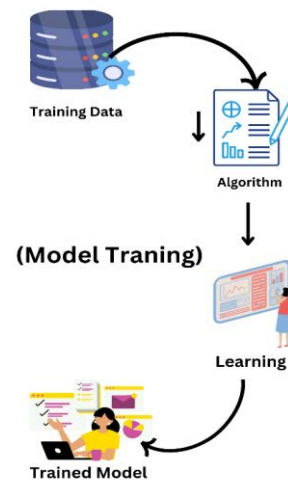 Training Data
Algorithm
(Model Traning)
Learning
Trained Model